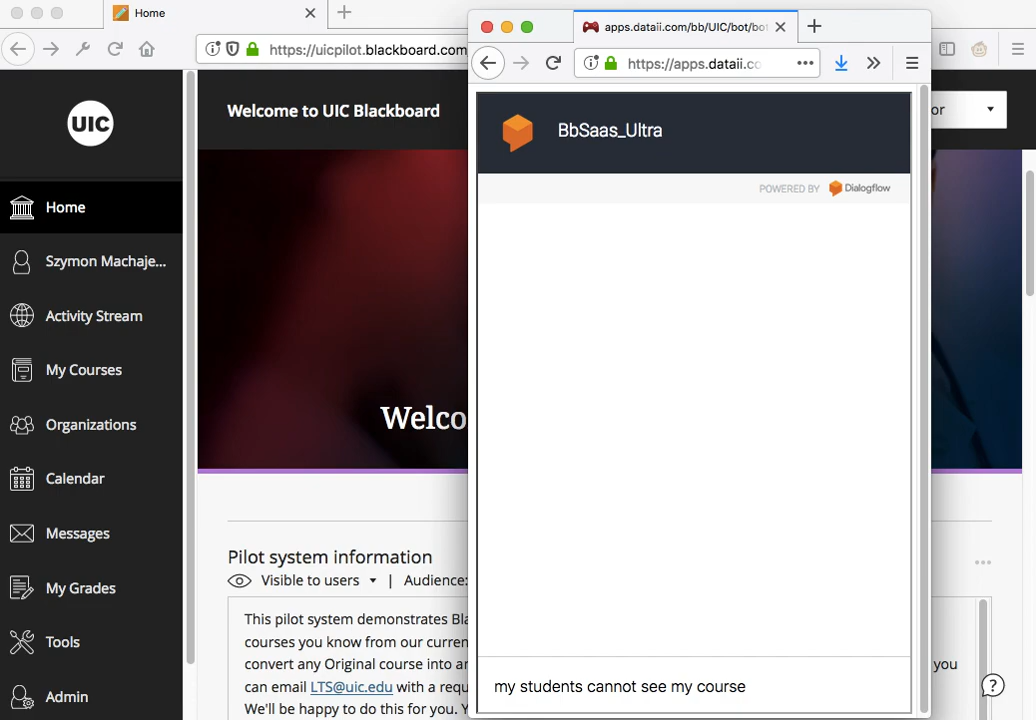 Home
https://uicpilot.blackboard.com
UIC
Home
Szymon Machaje...
Activity Stream
My Courses
Organizations
Calendar
Messages
My Grades
Tools
Admin
Welcome to UIC Blackboard
or
Welco
Pilot system information
Visible to users | Audience:
This pilot system demonstrates Bla
courses you know from our curren
convert any Original course into an
you
can email LTS@uic.edu with a requ
We'll be happy to do this for you. Y
apps.dataii.com/bb/UIC/bot/bot
https://apps.dataii.co
BbSaas_Ultra
POWERED BY Dialogflow
my students cannot see my course
?